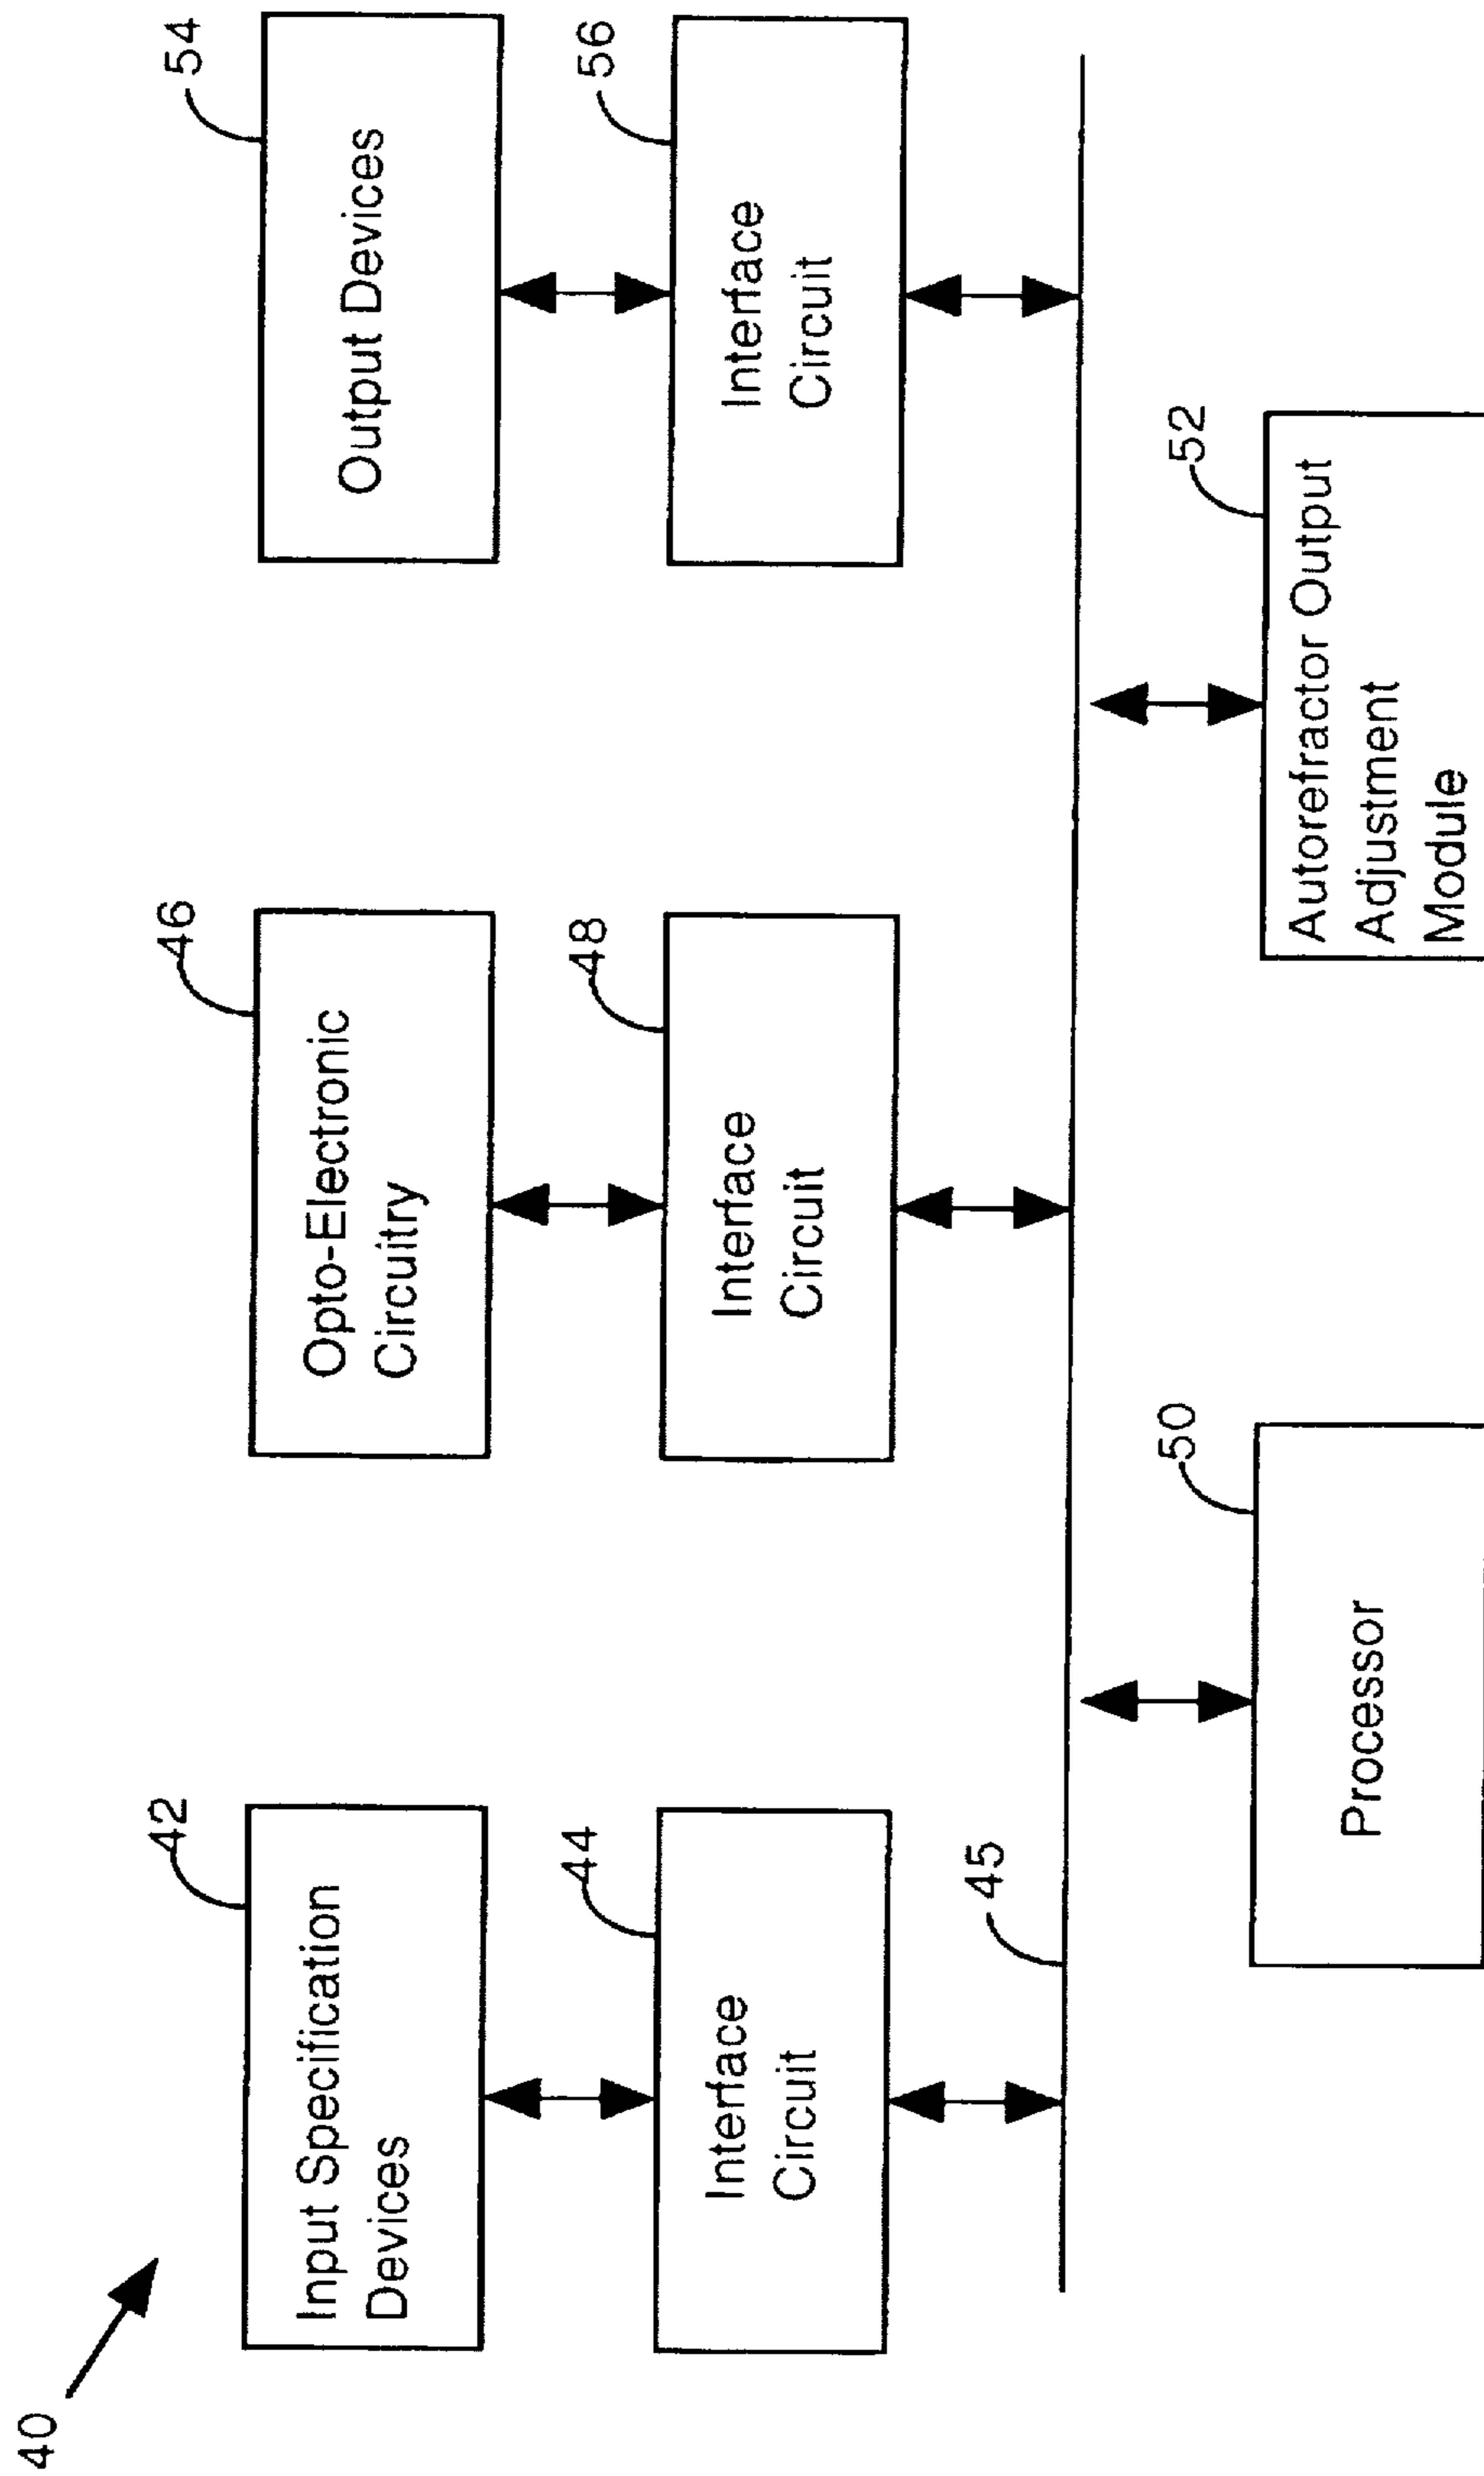 40
42
Input Specification
Devices
46
Opto-Electronic
Circuitry
54
Output Devices
44
Interface
Circuit
48
Interface
Circuit
56
Interface
Circuit
45
50
Processor
52
Autorefractor Output
Adjustment
Module